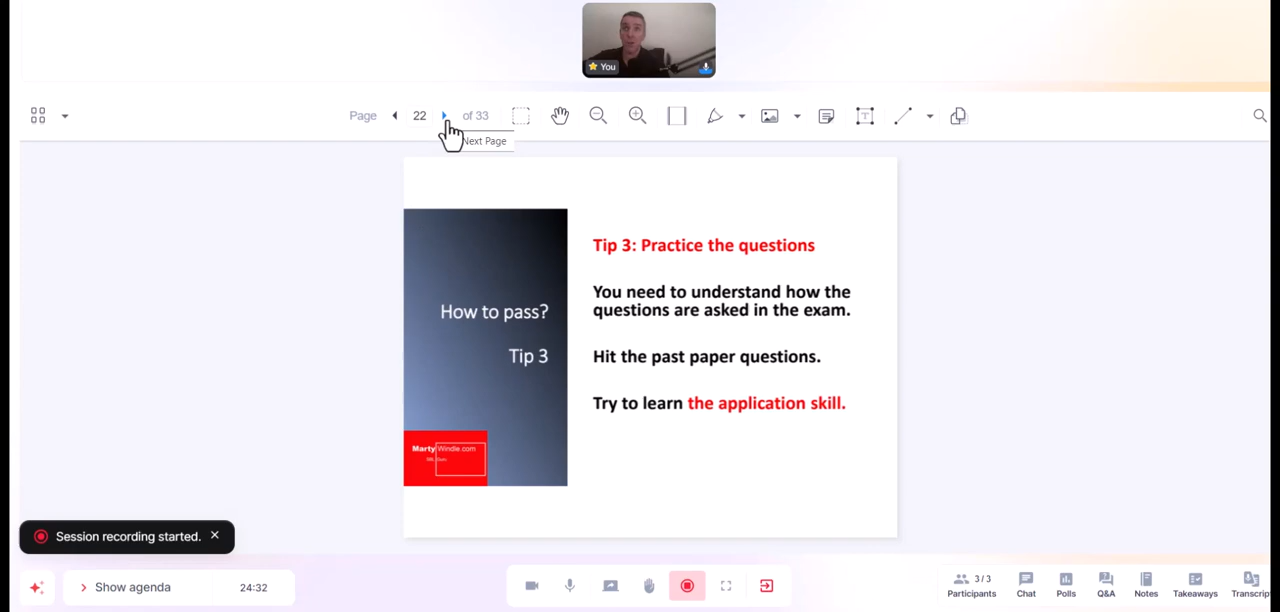 You
Page
22
of 33
Next Page
How to pass?
Tip 3
Tip 3: Practice the questions
You need to understand how the
questions are asked in the exam.
Hit the past paper questions.
Try to learn the application skill.
MartyWindle.com
Session recording started.
Show agenda
24:32
3/3
Participants
Chat
Polls
Q&A
Notes
Takeaways
Transcrip